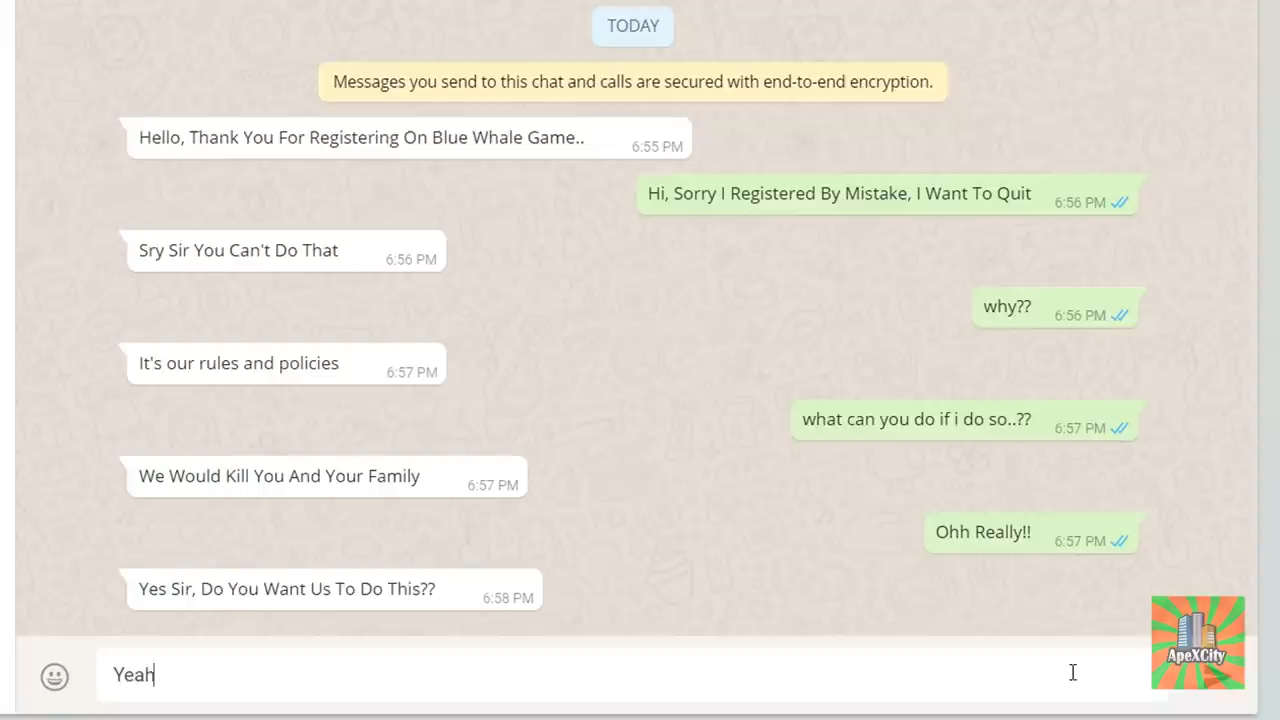 TODAY
Messages you send to this chat and calls are secured with end-to-end encryption.
Hello, Thank You For Registering On Blue Whale Game..
6:55 PM
Hi, Sorry I Registered By Mistake, I Want To Quit
6:56 PM
Sry Sir You Can't Do That
6:56 PM
why??
6:56 PM
It's our rules and policies
6:57 PM
what can you do if i do so..??
6:57 PM
We Would Kill You And Your Family
6:57 PM
Ohh Really!!
6:57 PM
Yes Sir, Do You Want Us To Do This??
6:58 PM
Yeah
ApeXCity